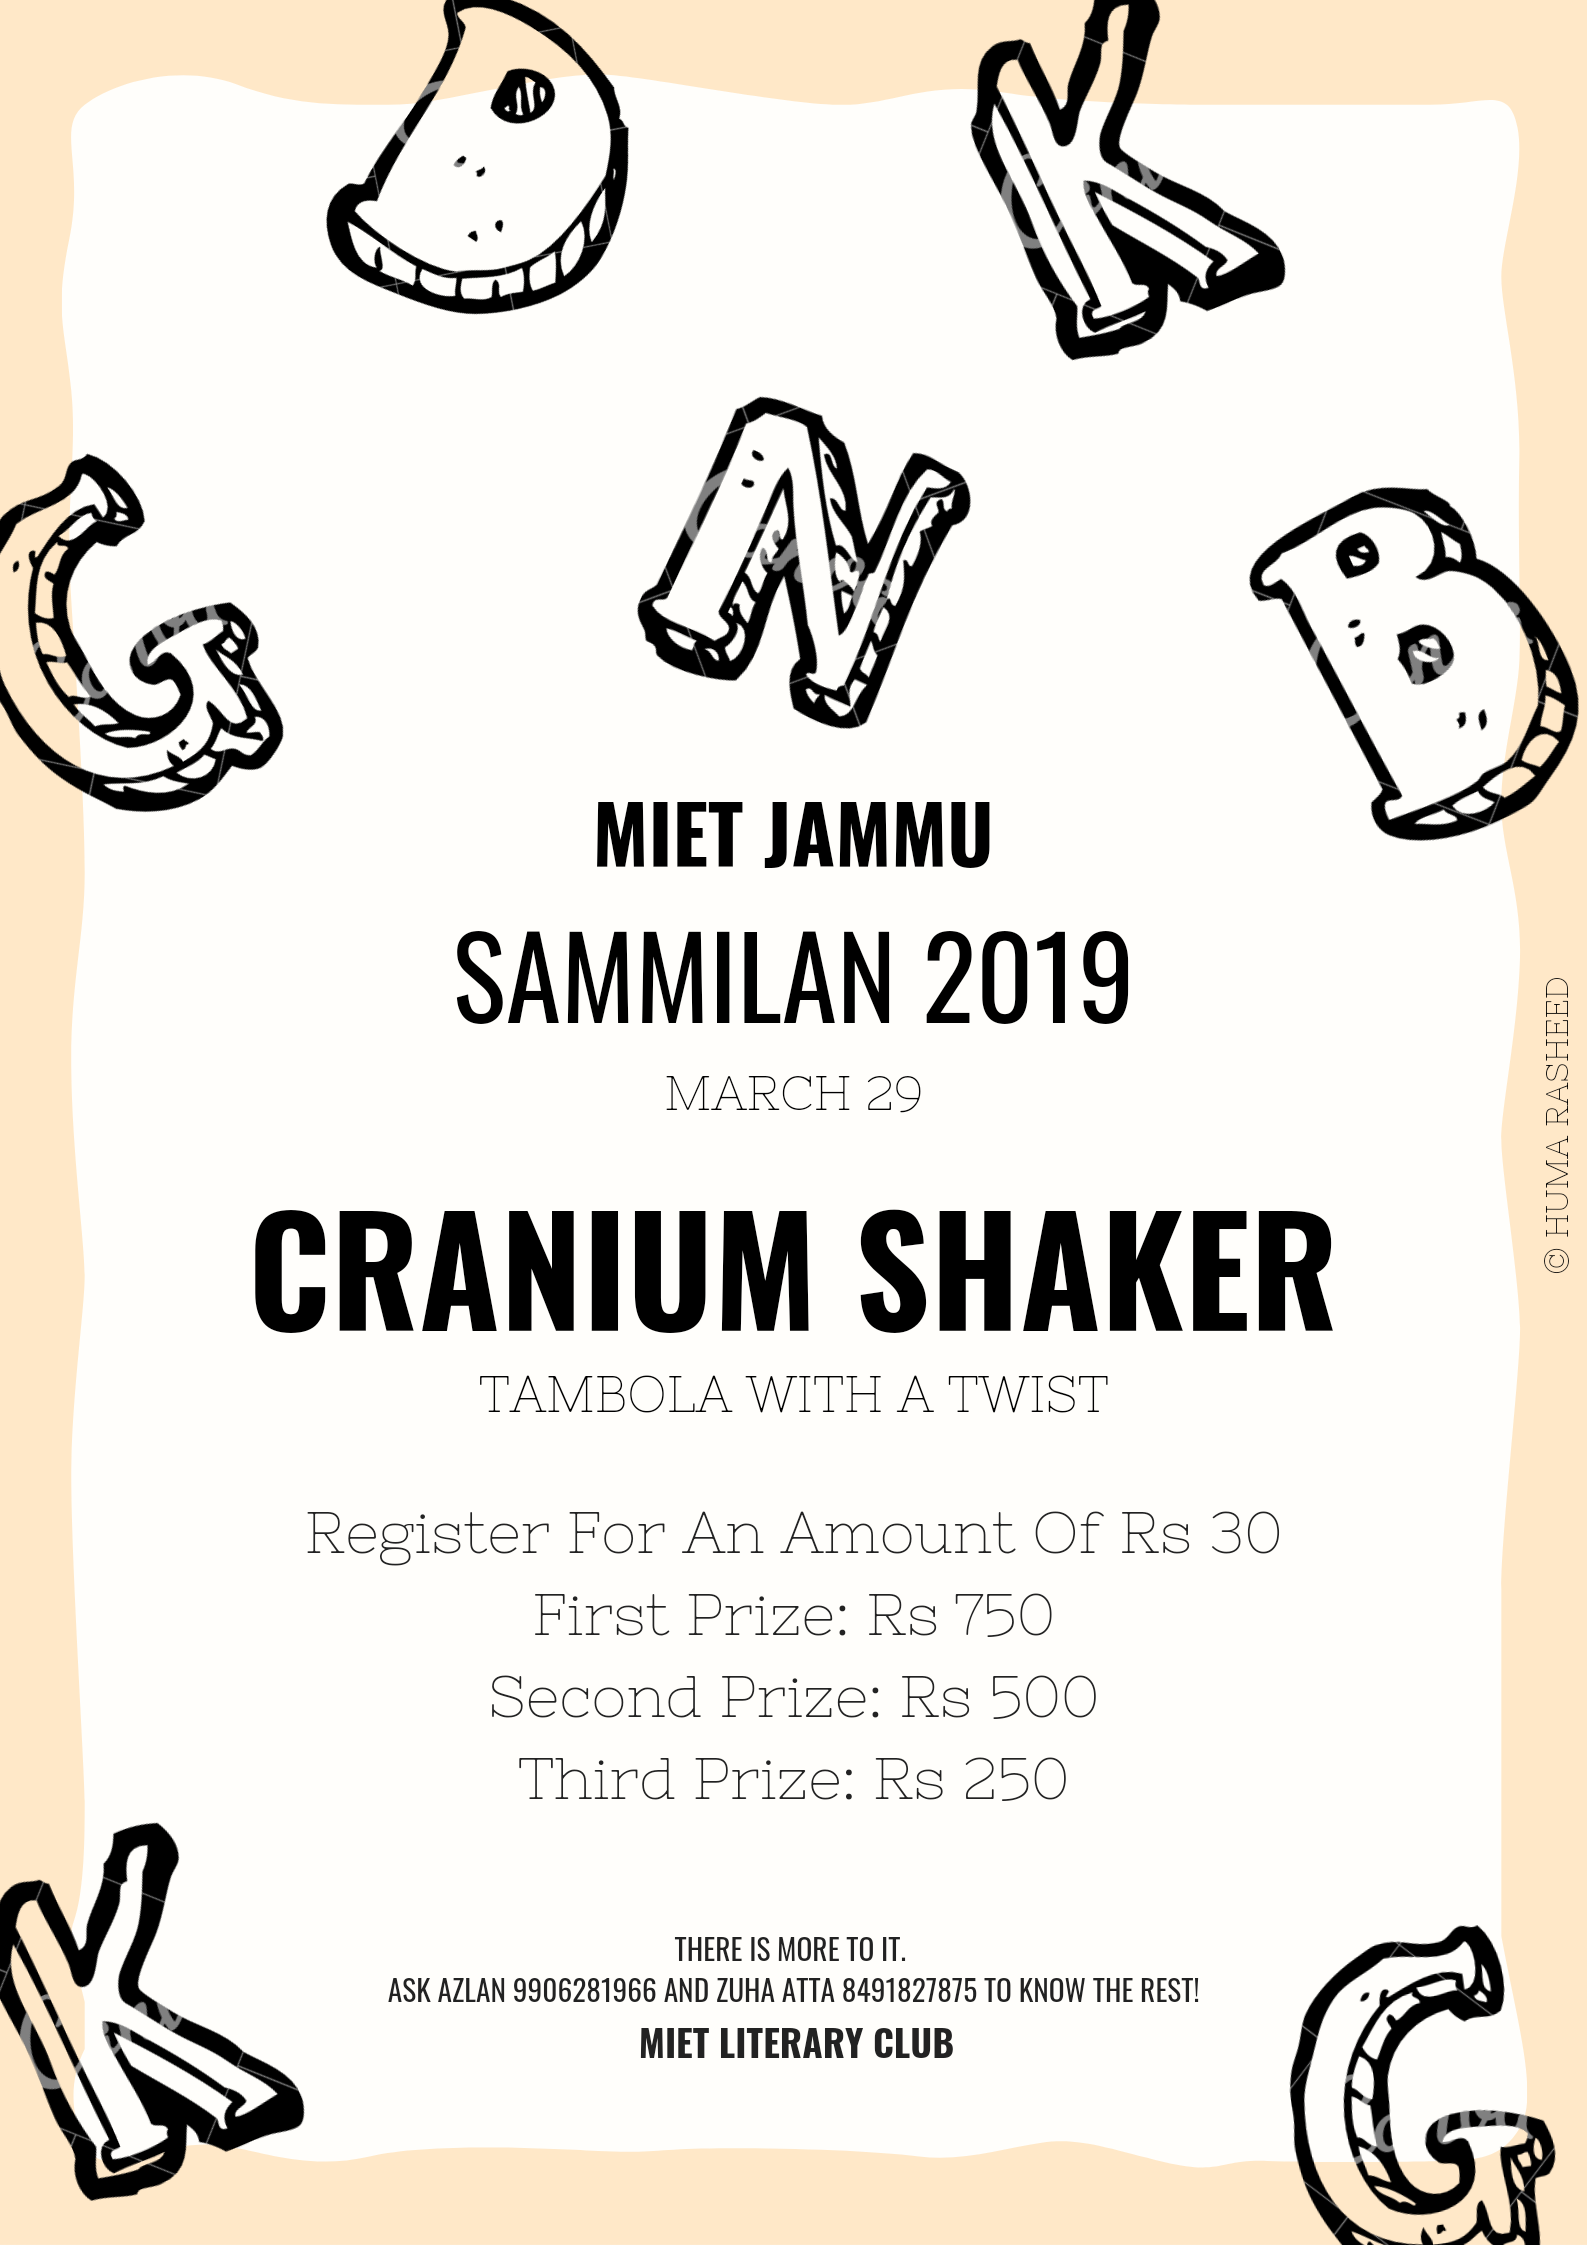 D
K
G
N
B
MIET JAMMU
SAMMILAN 2019
MARCH 29
© HUMA RASHEED
CRANIUM SHAKER
TAMBOLA WITH A TWIST
Register For An Amount Of Rs 30
First Prize: Rs 750
Second Prize: Rs 500
Third Prize: Rs 250
K
THERE IS MORE TO IT.
ASK AZLAN 9906281966 AND ZUHA ATTA 8491827875 TO KNOW THE REST!
MIET LITERARY CLUB
G